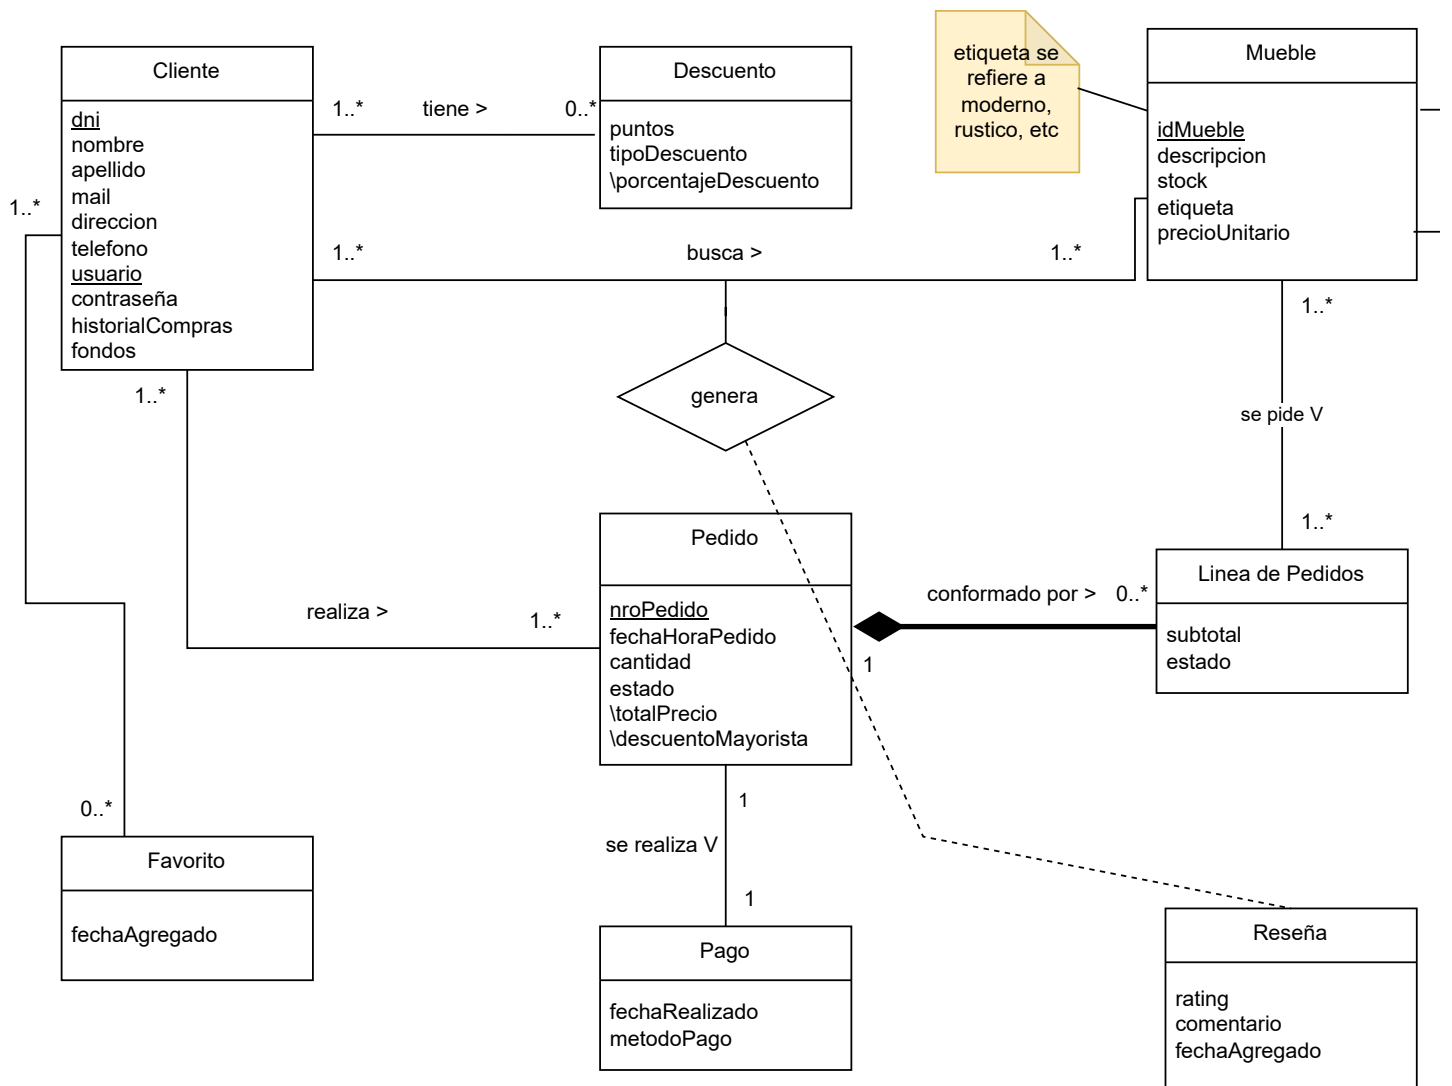 Cliente
dni
nombre
apellido
mail
direccion
telefono
usuario
contraseña
historialCompras
fondos
1..*
tiene >
0..*
Descuento
puntos
tipoDescuento
\porcentajeDescuento
etiqueta se
refiere a
moderno,
rustico, etc
Mueble
idMueble
descripcion
stock
etiqueta
precioUnitario
1..*
1..*
busca >
1..*
genera
1..*
se pide V
1..*
1..*
realiza >
1..*
Pedido
nroPedido
fechaHoraPedido
cantidad
estado
\totalPrecio
\descuentoMayorista
conformado por >
0..*
1
Linea de Pedidos
subtotal
estado
0..*
Favorito
fechaAgregado
1
se realiza V
1
Pago
fechaRealizado
metodoPago
Reseña
rating
comentario
fechaAgregado